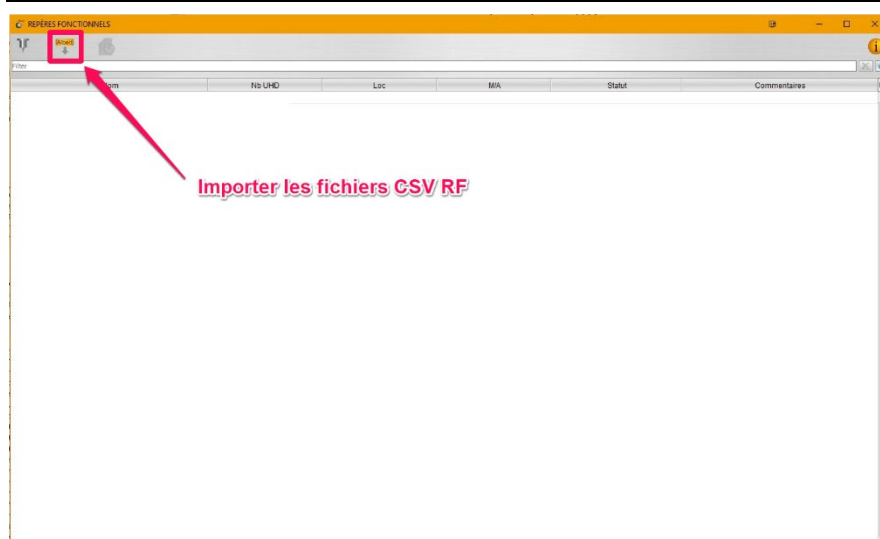 REPÈRES FONCTIONNELS
Filter
Nom Nb UHD Loc M/A Statut Commentaires
Importer les fichiers CSV RF